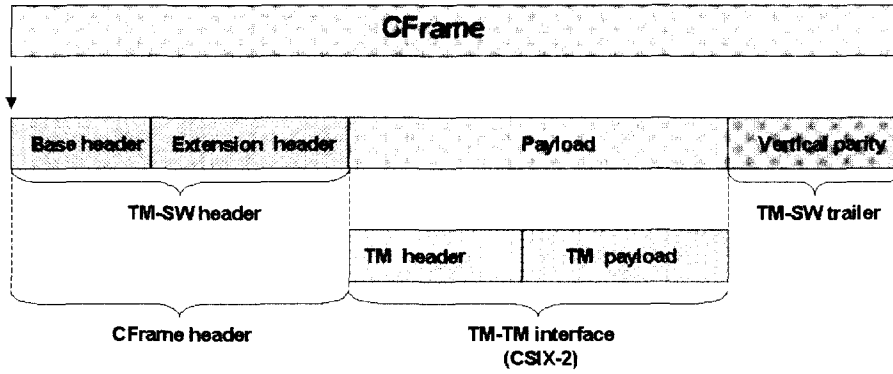 CFrame
Base header Extension header Payload Vertical parity
TM-SW header TM-SW trailer
TM header TM payload
CFrame header TM-TM interface
(CSIX-2)